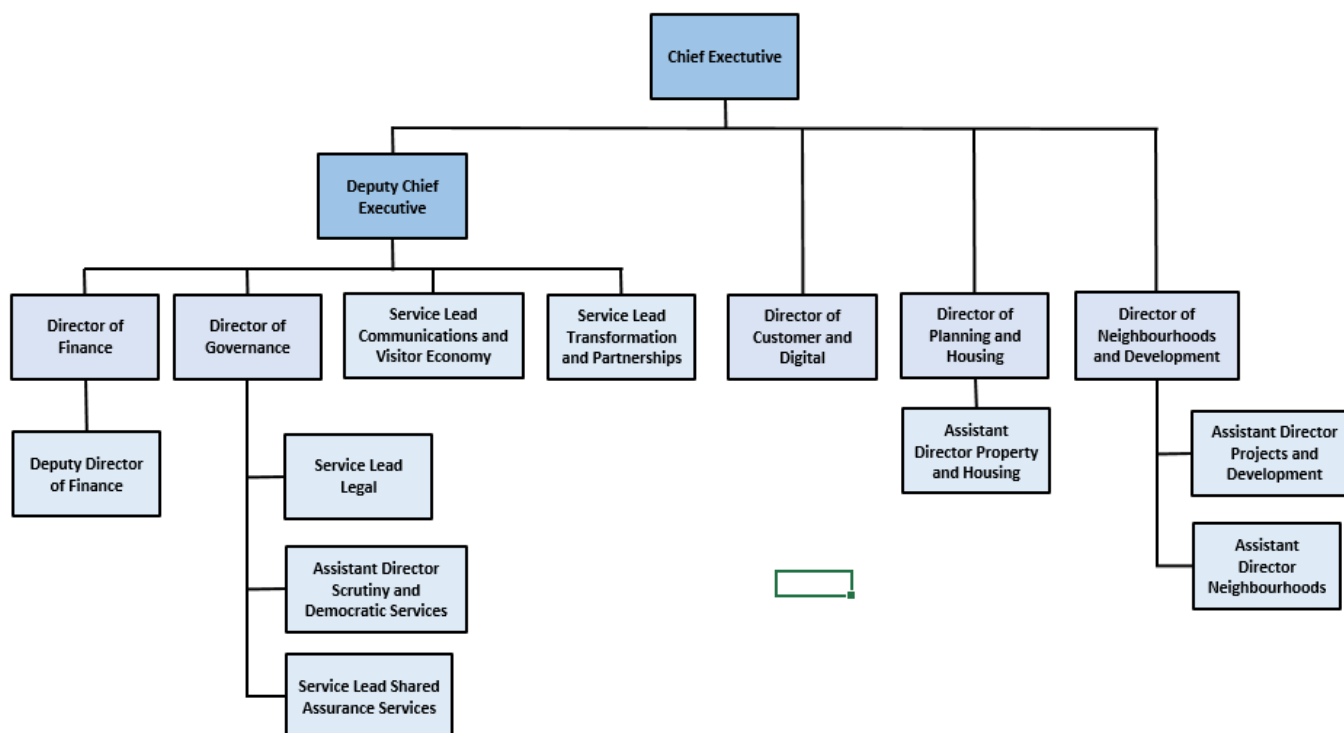 Chief Exectutive
Deputy Chief
Executive
Director of
Finance
Director of
Governance
Service Lead
Communications and
Visitor Economy
Service Lead
Transformation
and Partnerships
Director of
Customer and
Digital
Director of
Planning and
Housing
Director of
Neighbourhoods
and Development
Deputy Director
of Finance
Service Lead
Legal
Assistant Director
Scrutiny and
Democratic Services
Service Lead Shared
Assurance Services
Assistant
Director Property
and Housing
Assistant Director
Projects and
Development
Assistant
Director
Neighbourhoods